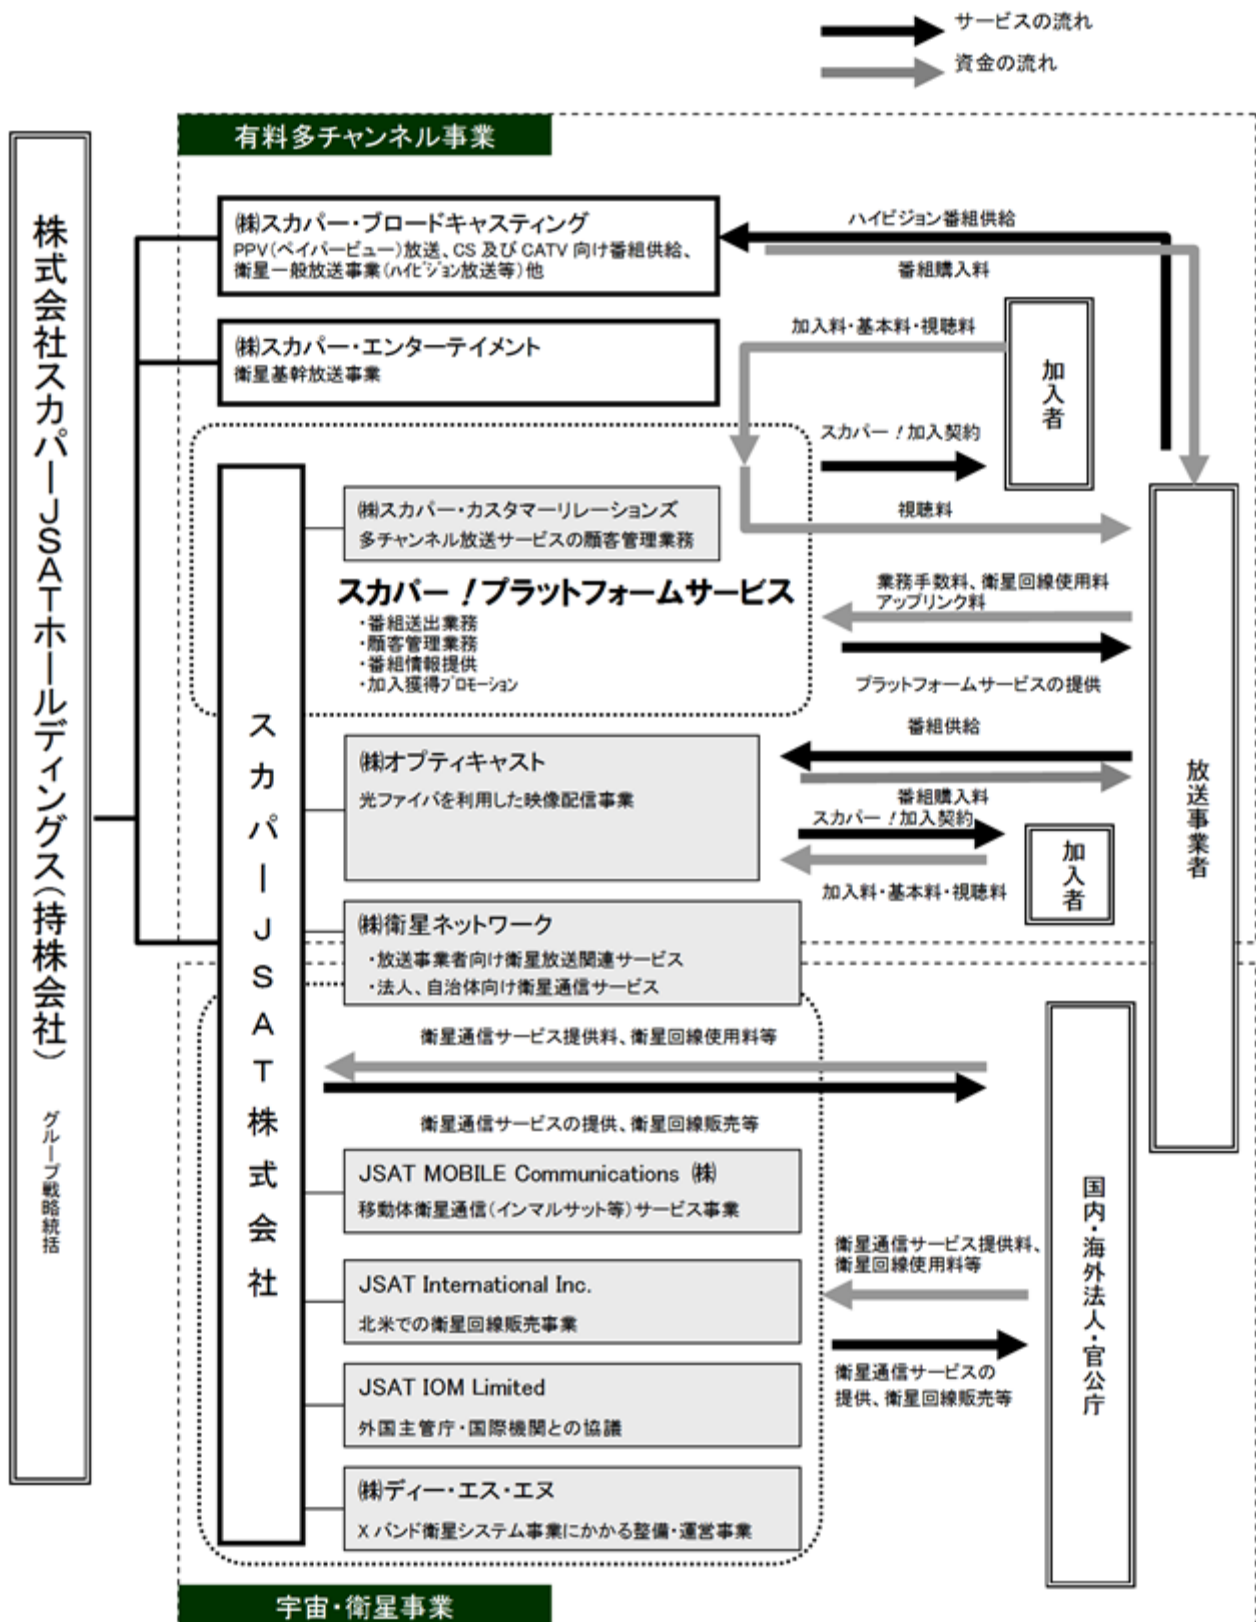 サービスの流れ
資金の流れ
有料多チャンネル事業
株式会社スカパーJSATホールディングス(持株会社)
グループ戦略統括
㈱スカパー・ブロードキャスティング
PPV(ペイパービュー)放送、CS 及び CATV 向け番組供給、
衛星一般放送事業(ハイビジョン放送等)他
ハイビジョン番組供給
番組購入料
㈱スカパー・エンターテイメント
衛星基幹放送事業
加入料・基本料・視聴料
加入者
スカパー!加入契約
視聴料
㈱スカパー・カスタマーリレーションズ
多チャンネル放送サービスの顧客管理業務
スカパー!プラットフォームサービス
・番組送出業務
・顧客管理業務
・番組情報提供
・加入獲得プロモーション
業務手数料、衛星回線使用料
アップリンク料
プラットフォームサービスの提供
スカパーJSAT株式会社
放送事業者
㈱オプティキャスト
光ファイバを利用した映像配信事業
番組供給
番組購入料
スカパー!加入契約
加入料・基本料・視聴料
加入者
㈱衛星ネットワーク
・放送事業者向け衛星放送関連サービス
・法人、自治体向け衛星通信サービス
衛星通信サービス提供料、衛星回線使用料等
衛星通信サービスの提供、衛星回線販売等
JSAT MOBILE Communications ㈱
移動体衛星通信(インマルサット等)サービス事業
JSAT International Inc.
北米での衛星回線販売事業
JSAT IOM Limited
外国主管庁・国際機関との協議
㈱ディー・エス・エヌ
X バンド衛星システム事業にかかる整備・運営事業
衛星通信サービス提供料、
衛星回線使用料等
衛星通信サービスの
提供、衛星回線販売等
国内・海外法人・官公庁
宇宙・衛星事業